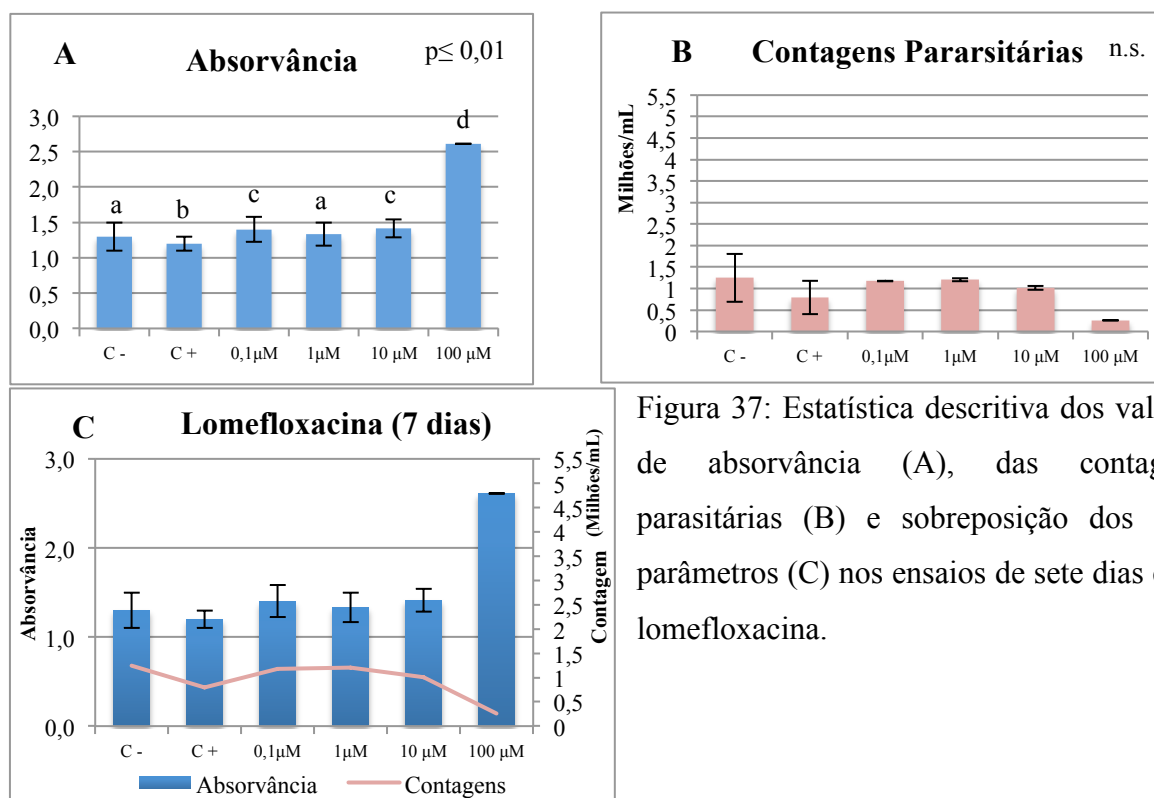 A Absorvância p≤ 0,01
3,0
2,5
2,0
1,5
1,0
0,5
0,0
a b c a c d
C - C + 0,1µM 1µM 10 µM 100 µM
B Contagens Pararsitárias n.s.
Milhões/mL
5,5
5
4,5
4
3,5
3
2,5
2
1,5
1
0,5
0
C - C + 0,1µM 1µM 10 µM 100 µM
C Lomefloxacina (7 dias)
Absorvância
3,0
2,0
1,0
0,0
Contagem (Milhões/mL)
5,5
5
4,5
4
3,5
3
2,5
2
1,5
1
0,5
0
C - C + 0,1µM 1µM 10 µM 100 µM
Absorvância Contagens
Figura 37: Estatística descritiva dos val
de absorvância (A), das contag
parasitárias (B) e sobreposição dos
parâmetros (C) nos ensaios de sete dias
lomefloxacina.